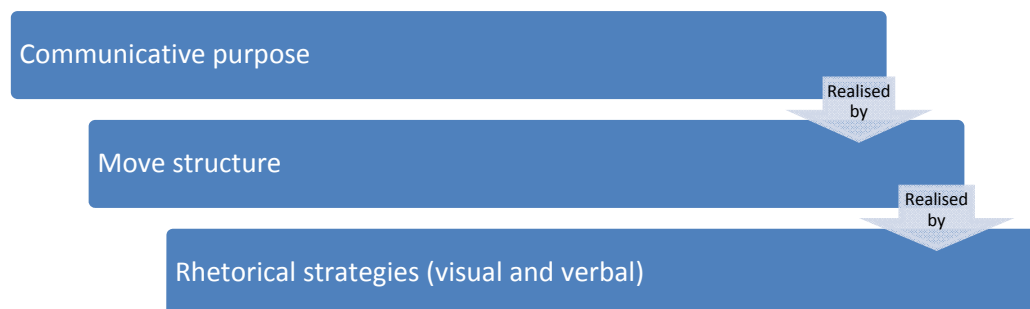 Communicative purpose
Realised
by
Move structure
Realised
by
Rhetorical strategies (visual and verbal)